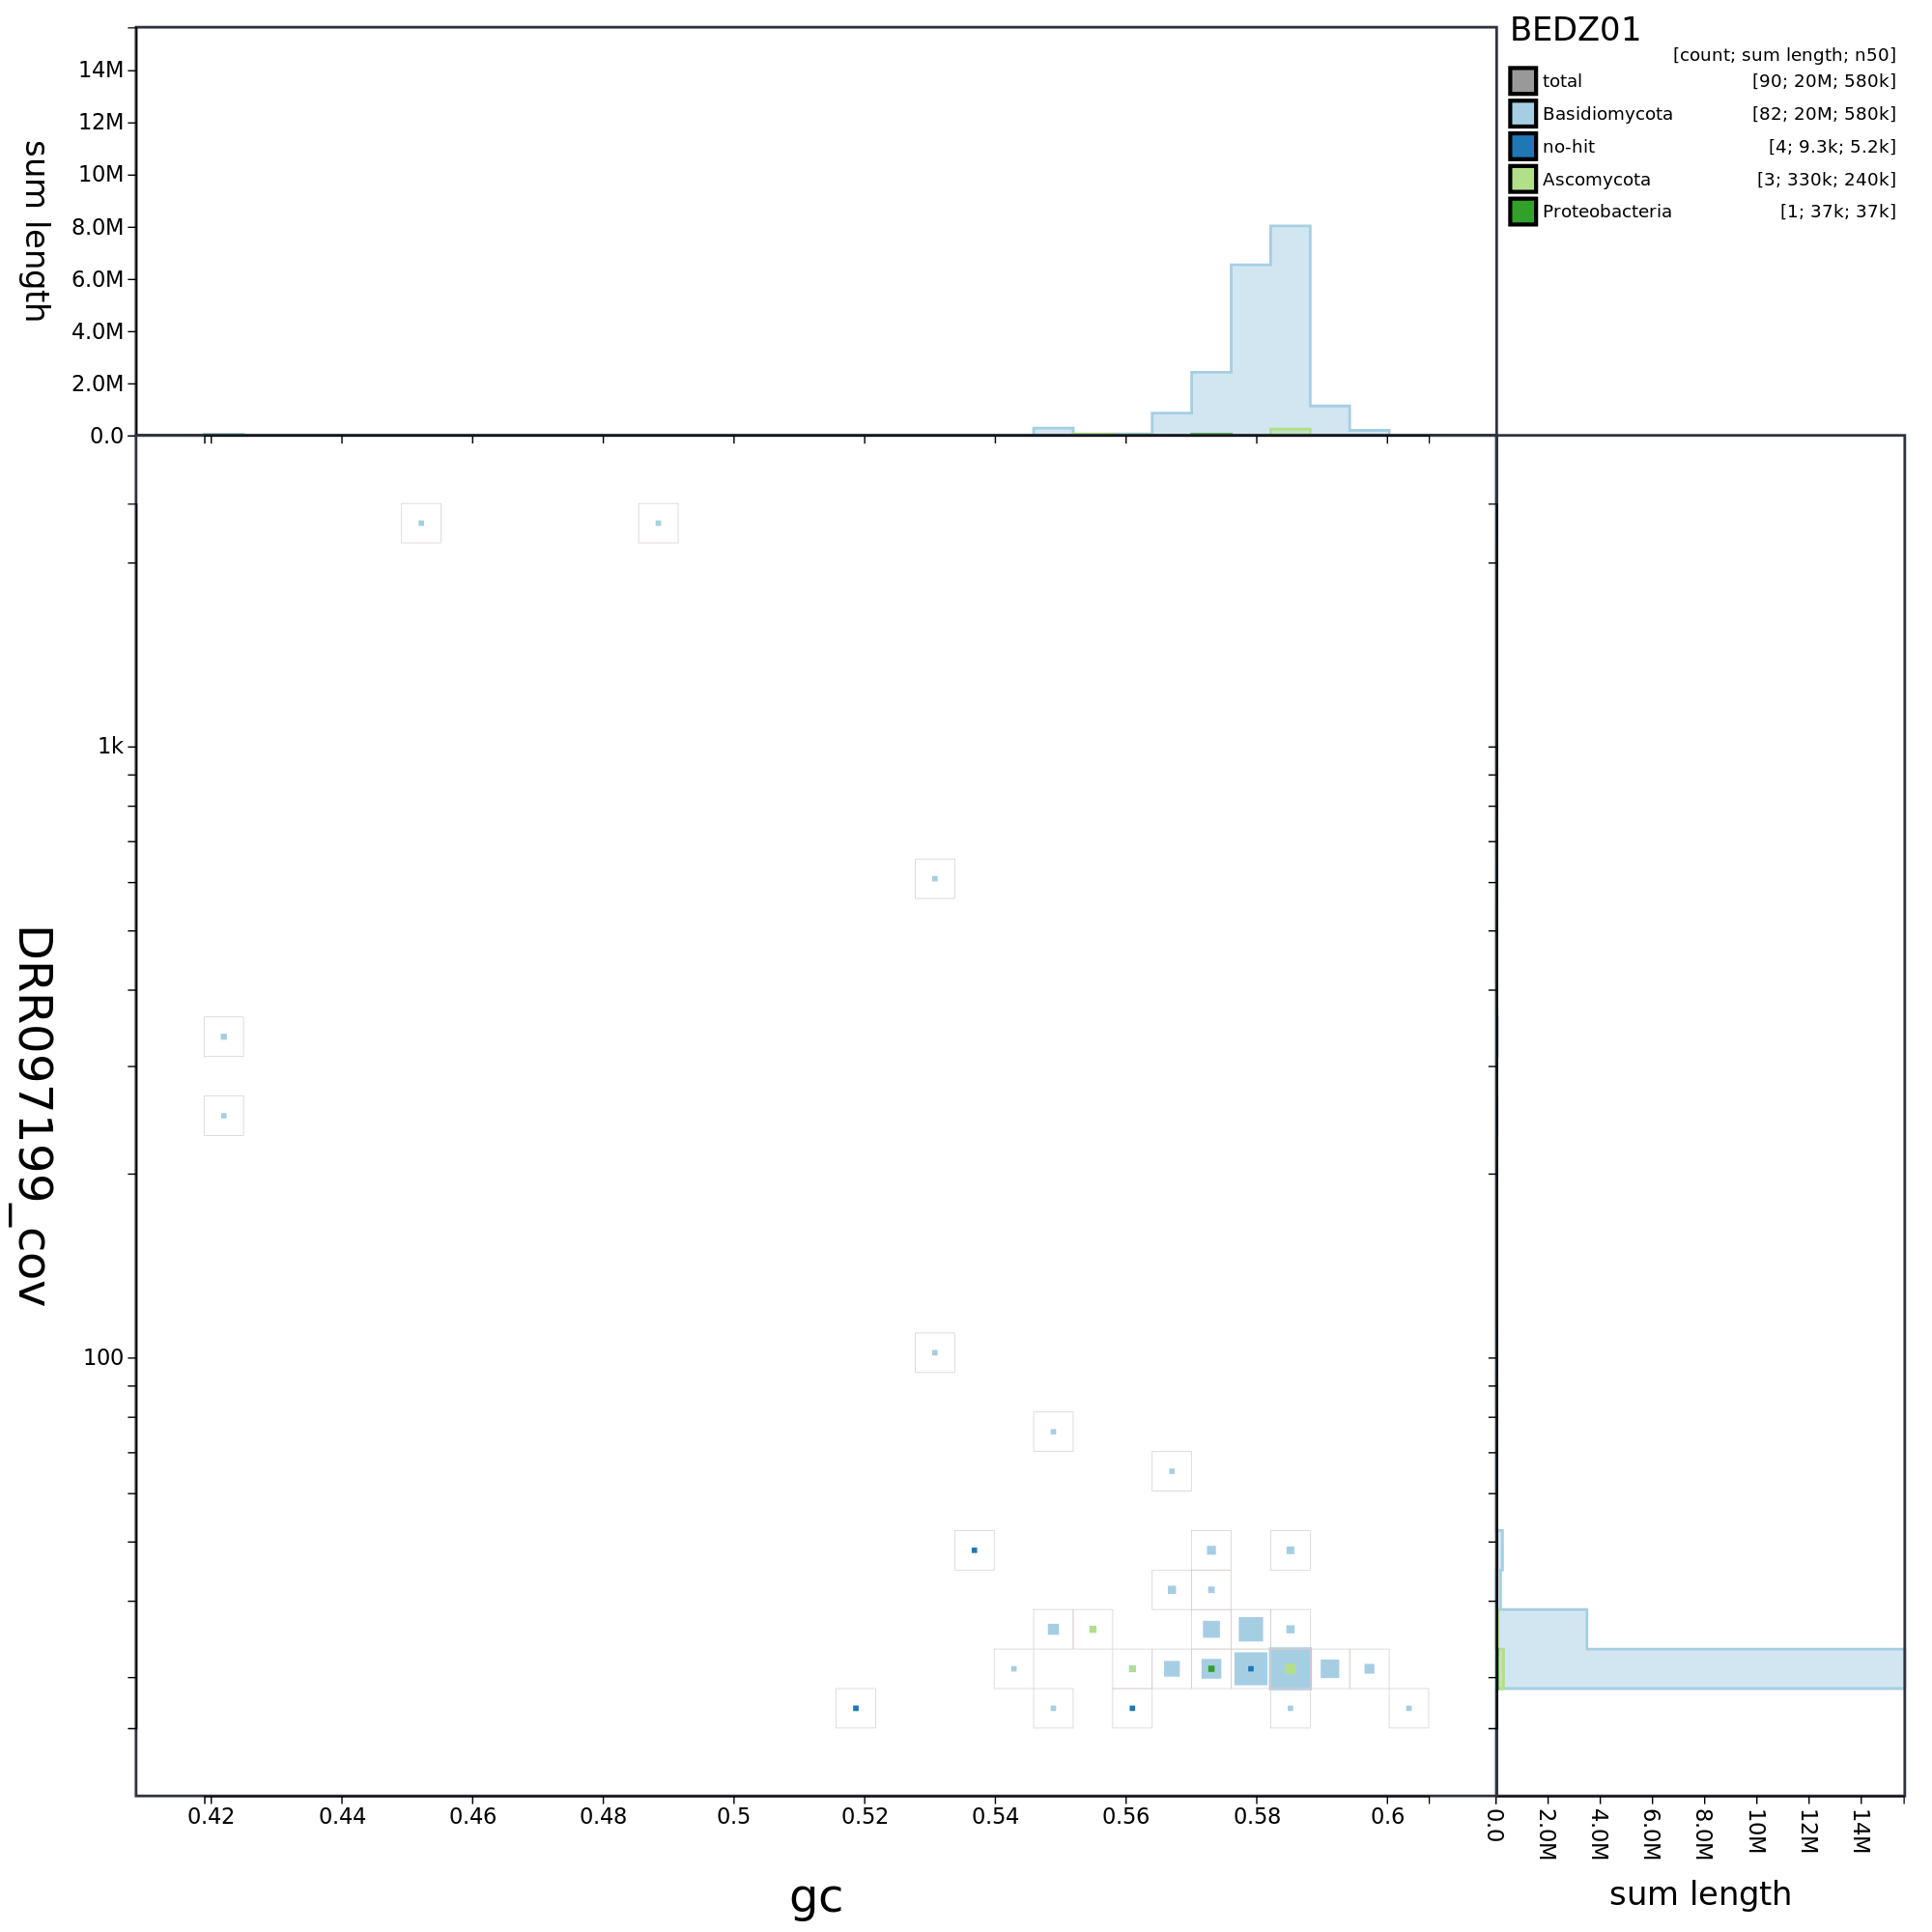 BEDZ01
[count; sum length; n50]
total [90; 20M; 580k]
Basidiomycota [82; 20M; 580k]
no-hit [4; 9.3k; 5.2k]
Ascomycota [3; 330k; 240k]
Proteobacteria [1; 37k; 37k]
sum length
14M
12M
10M
8.0M
6.0M
4.0M
2.0M
0.0
DRR097199_cov
1k
100
0.42 0.44 0.46 0.48 0.5 0.52 0.54 0.56 0.58 0.6
gc
0.0 2.0M 4.0M 6.0M 8.0M 10M 12M 14M
sum length